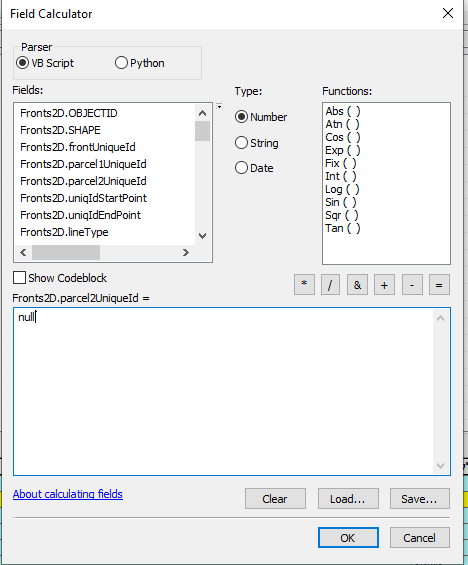 Field Calculator
Parser
VB Script
Python
Fields:
Type:
Functions:
Fronts2D.OBJECTID
Fronts2D.SHAPE
Fronts2D.frontUniqueId
Fronts2D.parcel1UniqueId
Fronts2D.parcel2UniqueId
Fronts2D.uniqIdStartPoint
Fronts2D.uniqIdEndPoint
Fronts2D.lineType
Number
String
Date
Abs ( )
Atn ( )
Cos ( )
Exp ( )
Fix ( )
Int ( )
Log ( )
Sin ( )
Sqr ( )
Tan ( )
Show Codeblock
* / & + - =
Fronts2D.parcel2UniqueId =
null
About calculating fields
Clear
Load...
Save...
OK
Cancel